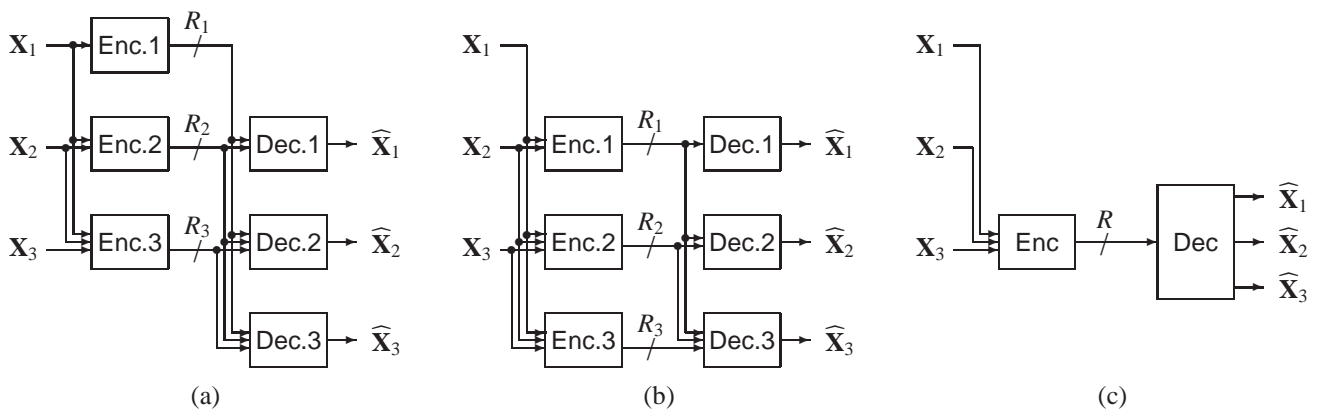 X₁ Enc.1 R₁
X₂ Enc.2 R₂ Dec.1 X̂₁
X₃ Enc.3 R₃ Dec.2 X̂₂
Dec.3 X̂₃
(a)
X₁
X₂ Enc.1 R₁ Dec.1 X̂₁
X₃ Enc.2 R₂ Dec.2 X̂₂
Enc.3 R₃ Dec.3 X̂₃
(b)
X₁
X₂
X₃ Enc R Dec X̂₁
X̂₂
X̂₃
(c)